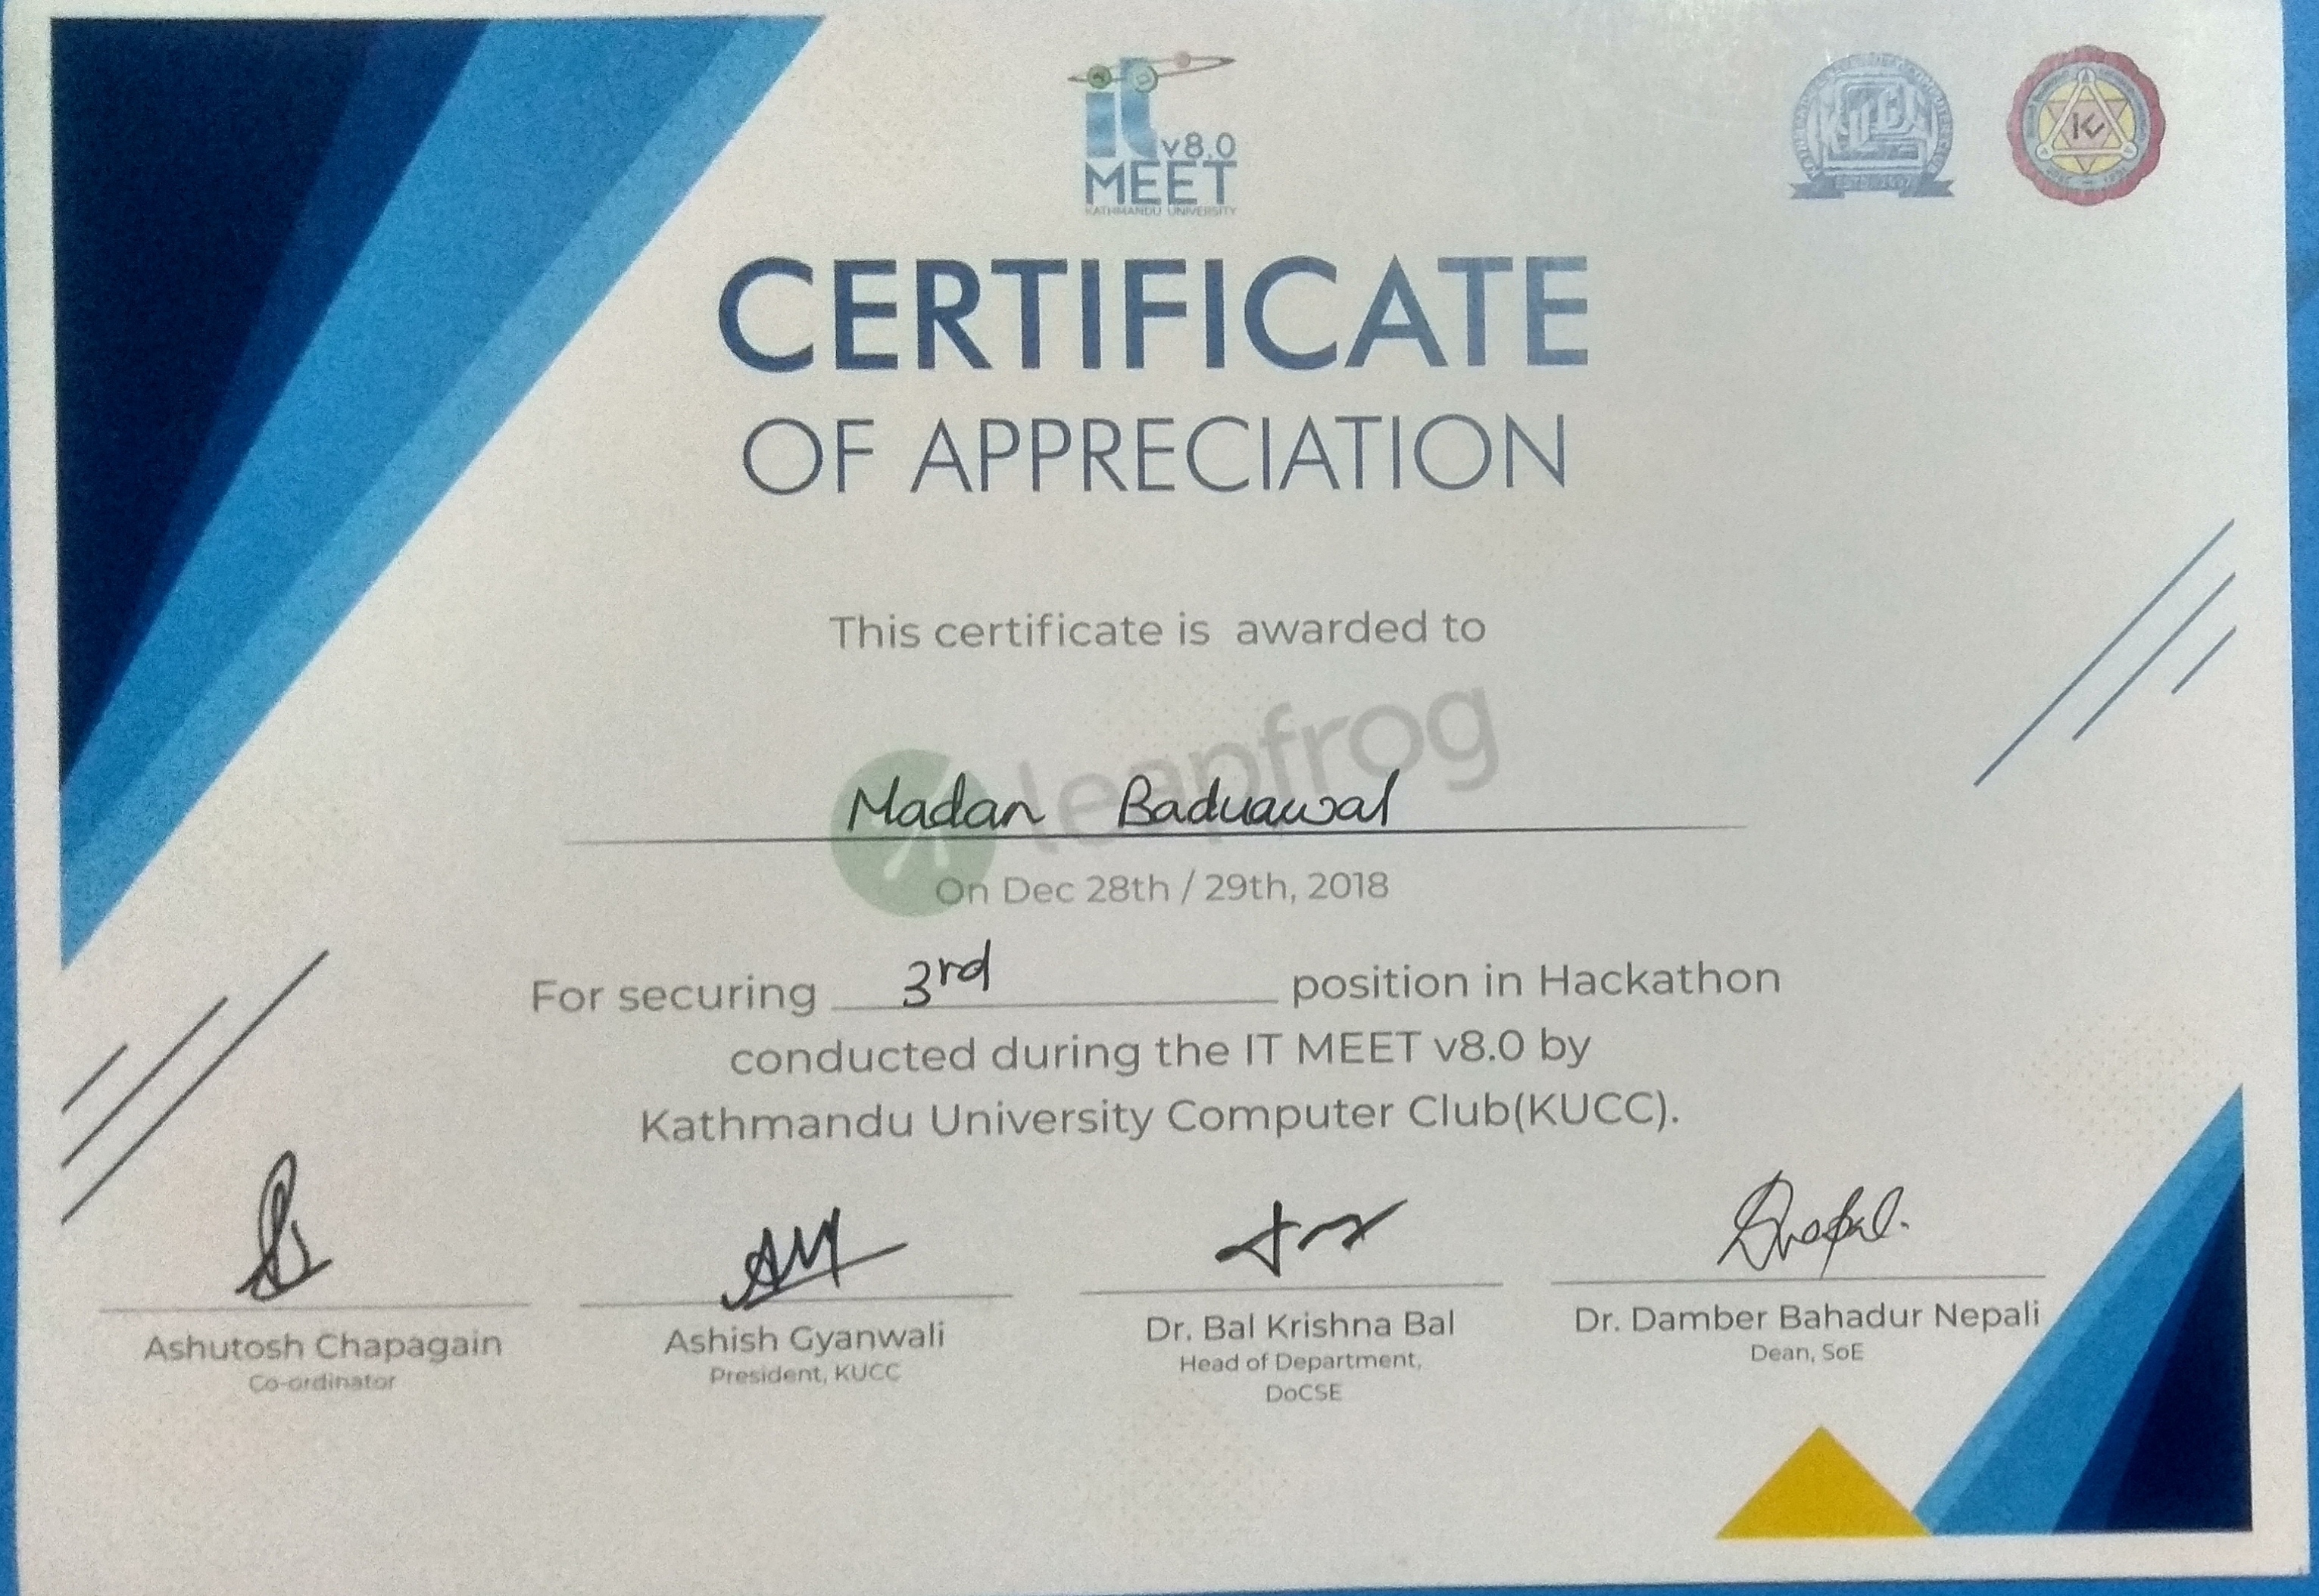 it v8.0
MEET
KATHMANDU UNIVERSITY
CERTIFICATE
OF APPRECIATION
This certificate is awarded to
leapfrog
Madan Baduawal
On Dec 28th / 29th, 2018
For securing 3rd position in Hackathon
conducted during the IT MEET v8.0 by
Kathmandu University Computer Club(KUCC).
Ashutosh Chapagain
Co-ordinator
Ashish Gyanwali
President, KUCC
Dr. Bal Krishna Bal
Head of Department,
DoCSE
Dr. Damber Bahadur Nepali
Dean, SoE